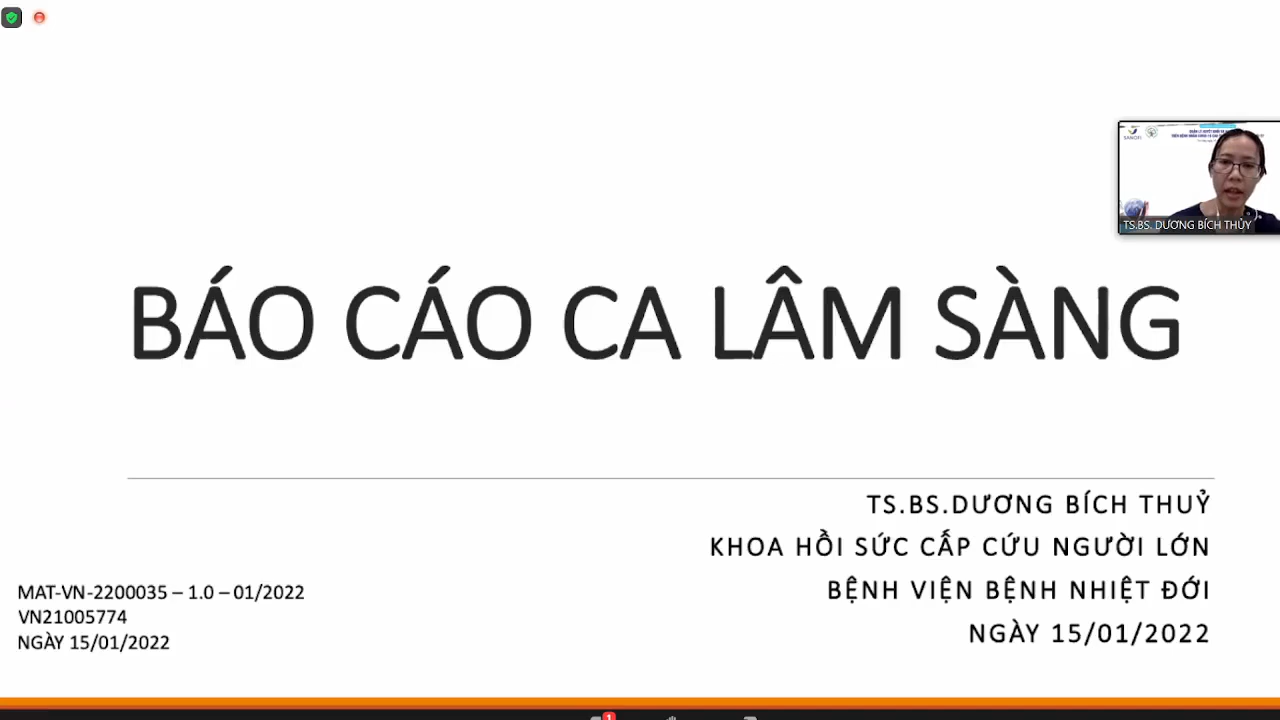 SANOFI
TS.BS. DƯƠNG BÍCH THỦY
BÁO CÁO CA LÂM SÀNG
TS.BS.DƯƠNG BÍCH THUỶ
KHOA HỒI SỨC CẤP CỨU NGƯỜI LỚN
BỆNH VIỆN BỆNH NHIỆT ĐỚI
NGÀY 15/01/2022
MAT-VN-2200035 – 1.0 – 01/2022
VN21005774
NGÀY 15/01/2022
1